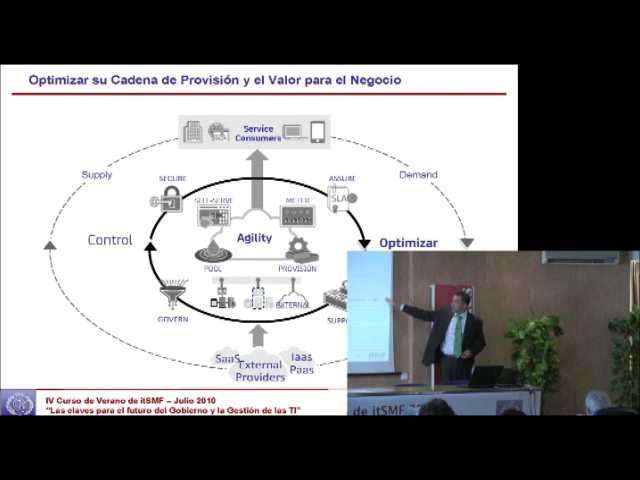 Optimizar su Cadena de Provisión y el Valor para el Negocio
Service
Consumers
Supply
Demand
SECURE
ASSURE
SLA
SELF-SERVE
METER
Control
Agility
Optimizar
POOL
PROVISION
EXTERNAL
GOVERN
SUPP
SaaS
Iaas
Paas
External
Providers
IV Curso de Verano de itSMF – Julio 2010
"Las claves para el futuro del Gobierno y la Gestión de las TI"
de itSMF